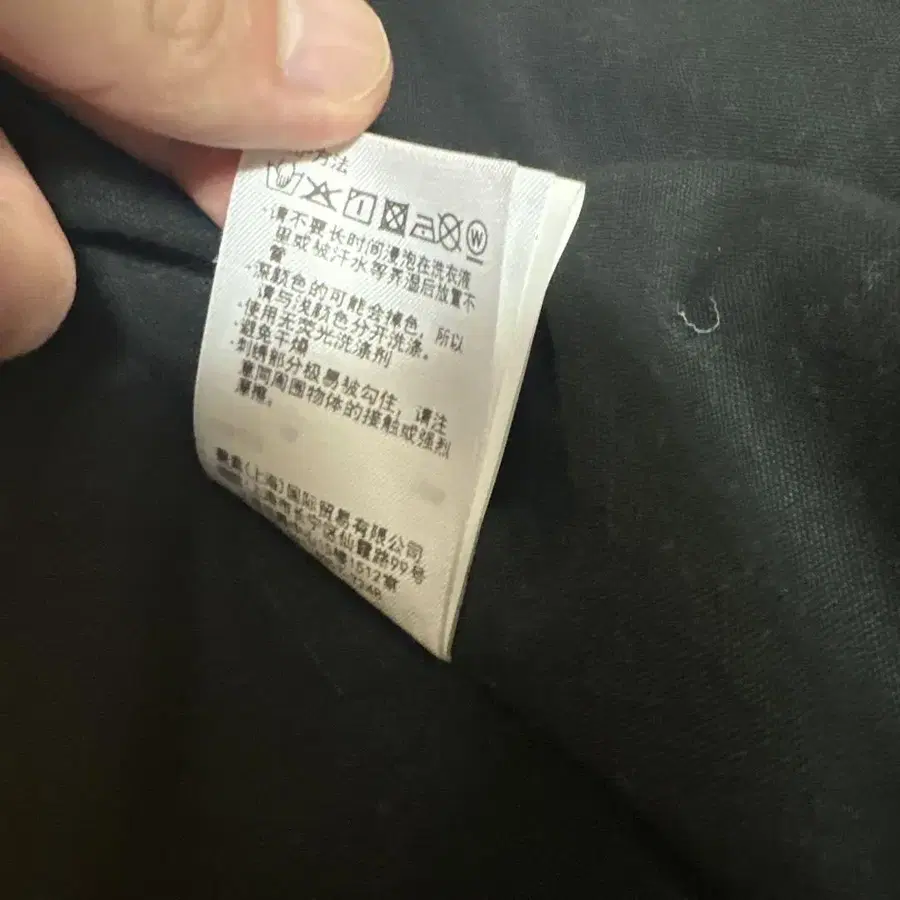 方法
W
·请不要长时间浸泡在洗衣液
里或被汗水等弄湿后放置不
管
·深颜色的可能会掉色，所以
请与浅颜色分开洗涤。
·使用无荧光洗涤剂
·避免干燥
·刺绣部分极易被勾住，请注
意同周围物体的接触或强烈
摩擦。
(上海)国际贸易有限公司
上海市长宁区仙霞路99号
1512室